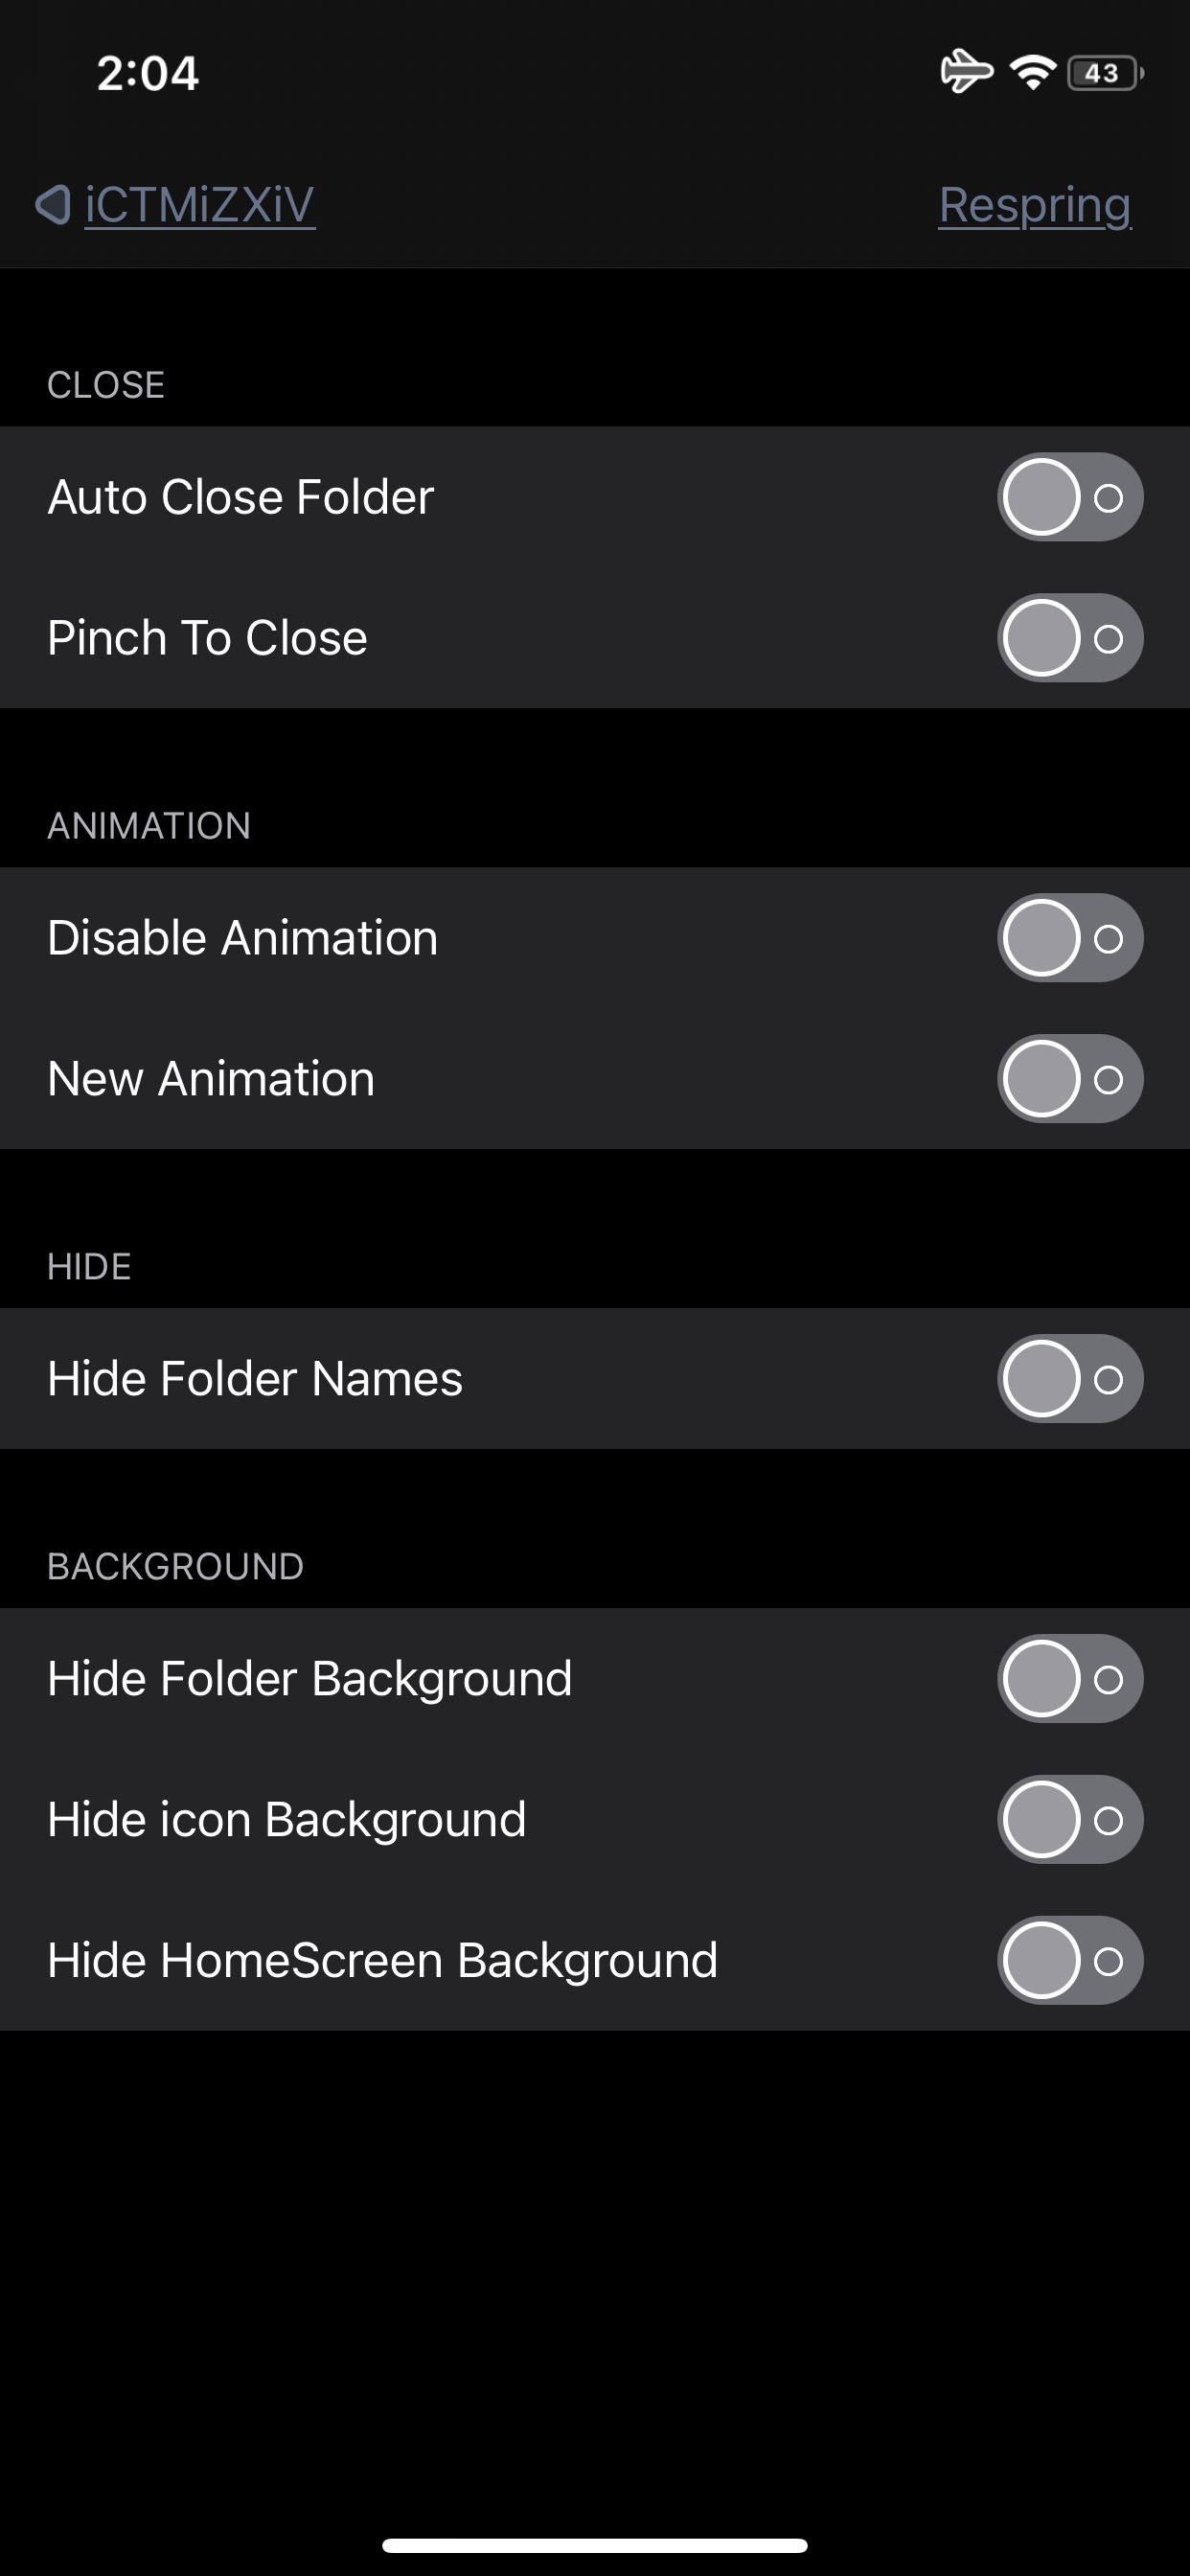 2:04
43
iCTMiZXiV
Respring
CLOSE
Auto Close Folder
Pinch To Close
ANIMATION
Disable Animation
New Animation
HIDE
Hide Folder Names
BACKGROUND
Hide Folder Background
Hide icon Background
Hide HomeScreen Background